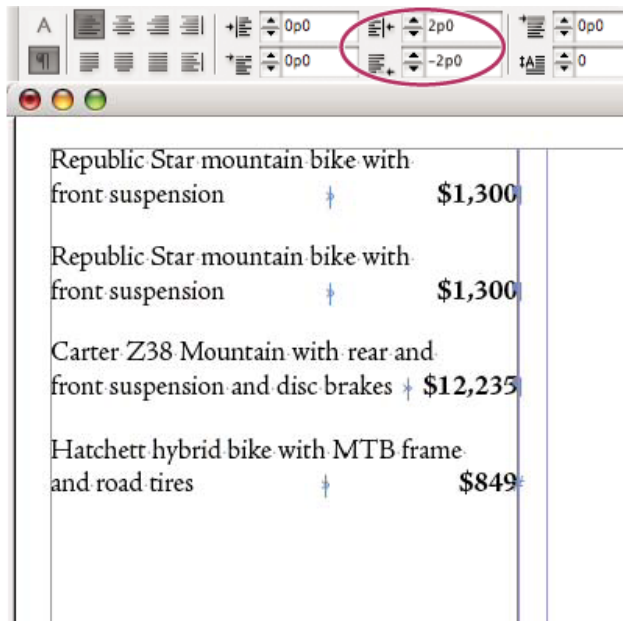 A 0p0 2p0 0p0
¶ 0p0 -2p0 0
Republic Star mountain bike with
front suspension $1,300
Republic Star mountain bike with
front suspension $1,300
Carter Z38 Mountain with rear and
front suspension and disc brakes $12,235
Hatchett hybrid bike with MTB frame
and road tires $849